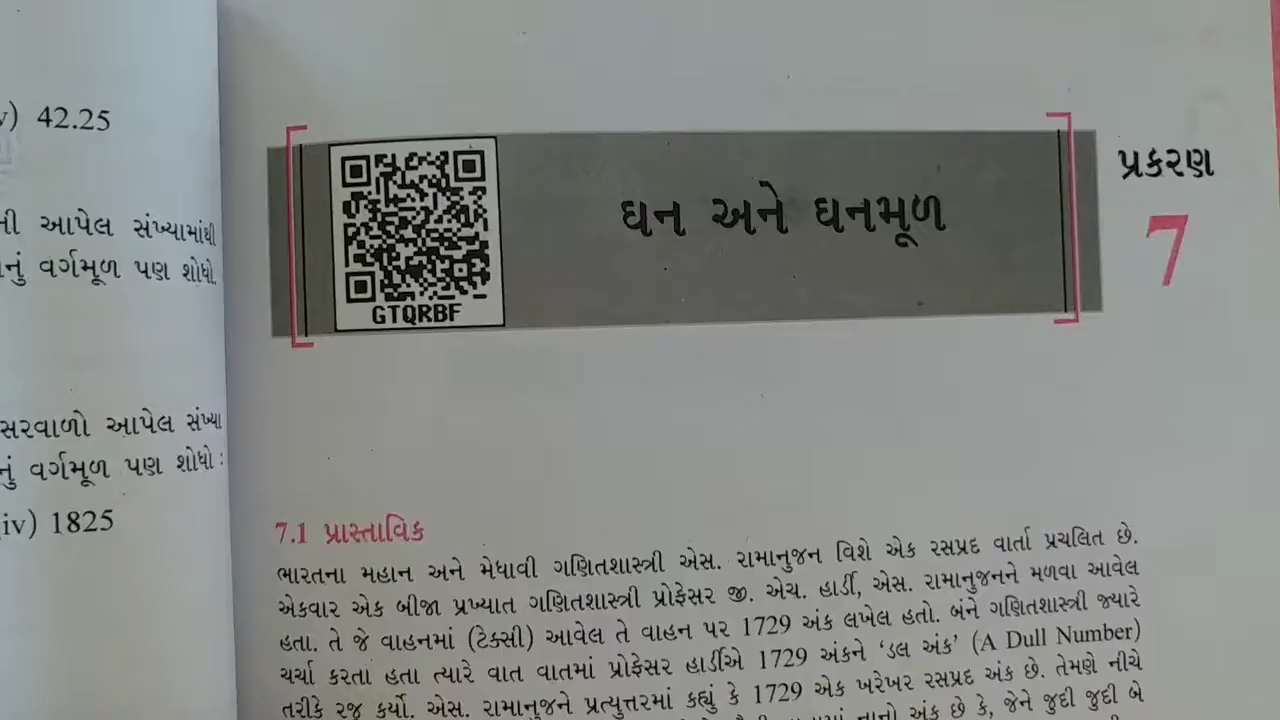 v) 42.25
ની આપેલ સંખ્યામાંથી
નું વર્ગમૂળ પણ શોધો.
સરવાળો આપેલ સંખ્યા
નું વર્ગમૂળ પણ શોધો :
iv) 1825
GTQRBF
ઘન અને ઘનમૂળ
પ્રકરણ
7
7.1 પ્રાસ્તાવિક
ભારતના મહાન અને મેધાવી ગણિતશાસ્ત્રી એસ. રામાનુજન વિશે એક રસપ્રદ વાર્તા પ્રચલિત છે.
એકવાર એક બીજા પ્રખ્યાત ગણિતશાસ્ત્રી પ્રોફેસર જી. એચ. હાર્ડી, એસ. રામાનુજનને મળવા આવેલ
હતા. તે જે વાહનમાં (ટેક્સી) આવેલ તે વાહન પર 1729 અંક લખેલ હતો. બંને ગણિતશાસ્ત્રી જ્યારે
ચર્ચા કરતા હતા ત્યારે વાત વાતમાં પ્રોફેસર હાર્ડીએ 1729 અંકને ‘ડલ અંક’ (A Dull Number)
તરીકે રજૂ કર્યો. એસ. રામાનુજને પ્રત્યુત્તરમાં કહ્યું કે 1729 એક ખરેખર રસપ્રદ અંક છે. તેમણે નીચે
નાનો અંક છે કે, જેને જુદી જુદી બે